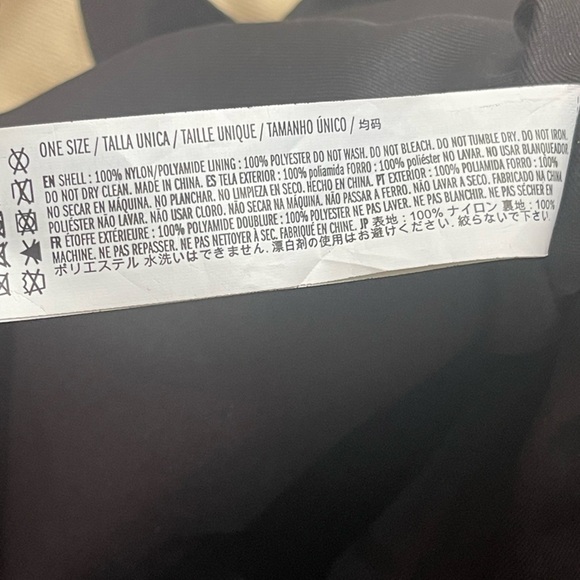 ONE SIZE / TALLA UNICA / TAILLE UNIQUE / TAMANHO ÚNICO / 均码
EN SHELL : 100% NYLON/POLYAMIDE LINING : 100% POLYESTER DO NOT WASH. DO NOT BLEACH. DO NOT TUMBLE DRY. DO NOT IRON.
DO NOT DRY CLEAN. MADE IN CHINA. ES TELA EXTERIOR : 100% poliamida FORRO : 100% poliéster NO LAVAR. NO USAR BLANQUEADOR.
NO SECAR EN MÁQUINA. NO PLANCHAR. NO LIMPIEZA EN SECO. HECHO EN CHINA. PT EXTERIOR : 100% POLIAMIDA FORRO : 100%
POLIÉSTER NÃO LAVAR. NÃO USAR CLORO. NÃO SECAR NA MÁQUINA. NÃO PASSAR A FERRO. NÃO LAVAR A SECO. FABRICADO NA CHINA
FR ÉTOFFE EXTÉRIEURE : 100% POLYAMIDE DOUBLURE : 100% POLYESTER NE PAS LAVER. NE PAS BLANCHIR. NE PAS SÉCHER EN
MACHINE. NE PAS REPASSER. NE PAS NETTOYER À SEC. FABRIQUÉ EN CHINE. JP 表地 : 100% ナイロン 裏地 : 100%
ポリエステル 水洗いはできません. 漂白剤の使用はお避けください. 絞らないで下さい